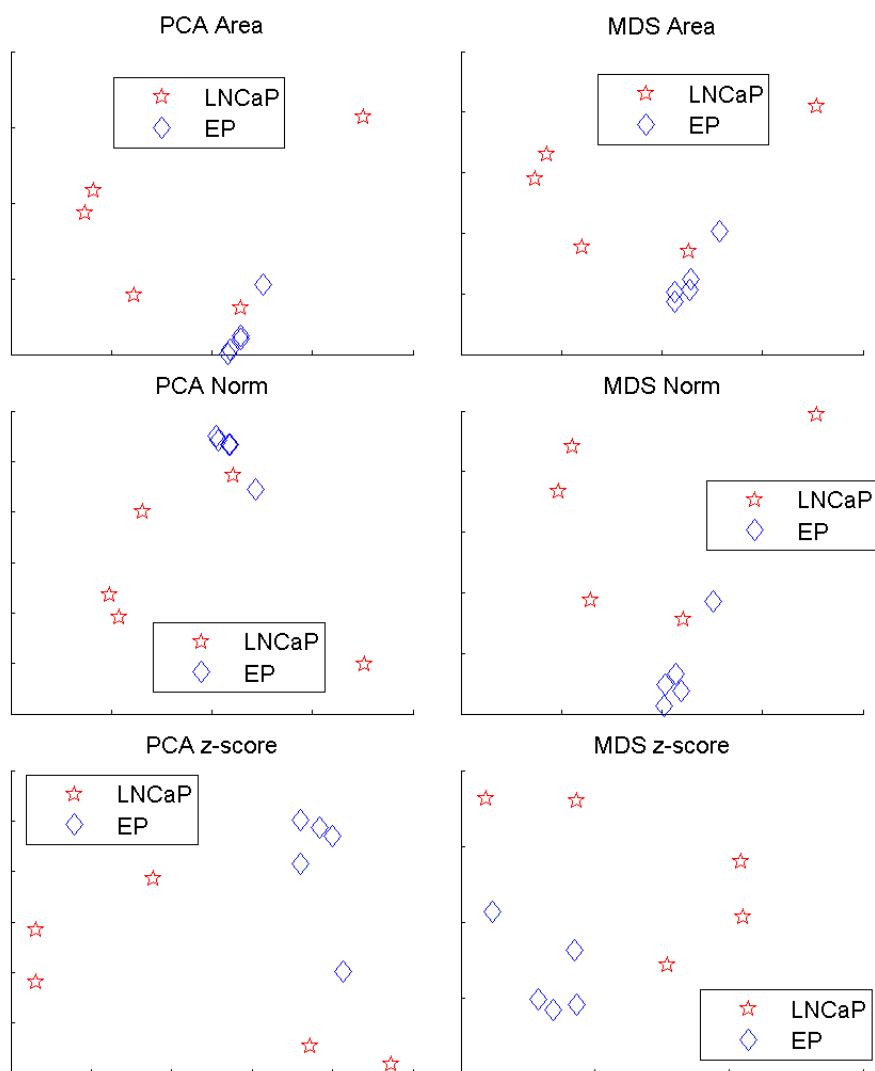 PCA Area
LNCaP
EP
MDS Area
LNCaP
EP
PCA Norm
LNCaP
EP
MDS Norm
LNCaP
EP
PCA z-score
LNCaP
EP
MDS z-score
LNCaP
EP